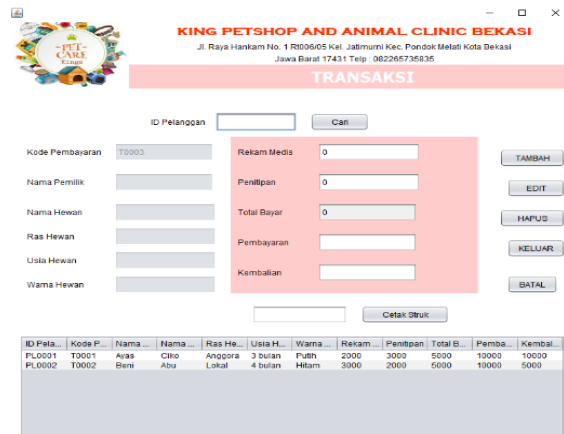 KING PETSHOP AND ANIMAL CLINIC BEKASI
Jl. Raya Hankam No. 1 Rt006/05 Kel. Jatimurni Kec. Pondok Melati Kota Bekasi
Jawa Barat 17431 Telp : 082265735835
-PET-
CARE
Kings
TRANSAKSI
ID Pelanggan Cari
Kode Pembayaran T0003 Rekam Medis 0 TAMBAH
Nama Pemilik Penitipan 0 EDIT
Nama Hewan Total Bayar 0 HAPUS
Ras Hewan
Pembayaran KELUAR
Usia Hewan
Kembalian
Warna Hewan BATAL
Cetak Struk
ID Pela... Kode P... Nama ... Nama ... Ras He... Usia H... Warna ... Rekam ... Penitipan Total B... Pemba... Kembal...
PL0001 T0001 Ayas Ciko Anggora 3 bulan Putih 2000 3000 5000 10000 10000
PL0002 T0002 Beni Abu Lokal 4 bulan Hitam 3000 2000 5000 10000 5000